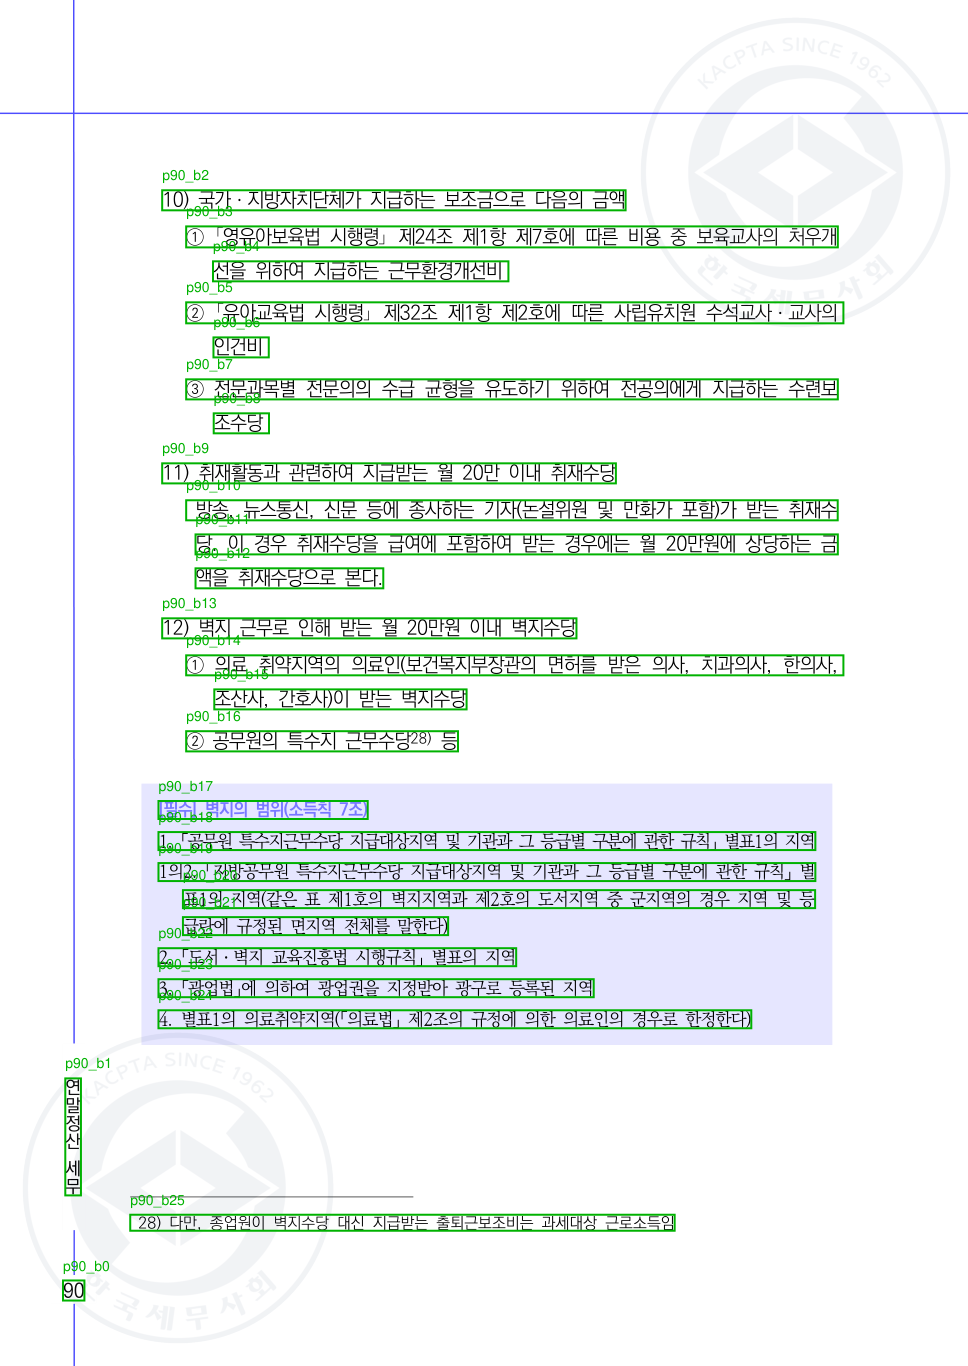 KACPTA SINCE 1962
한국세무사회
p90_b2
10) 국가 · 지방자치단체가 지급하는 보조금으로 다음의 금액
p90_b3
① 「영유아보육법 시행령」 제24조 제1항 제7호에 따른 비용 중 보육교사의 처우개
p90_b4
선을 위하여 지급하는 근무환경개선비
p90_b5
② 「유아교육법 시행령」 제32조 제1항 제2호에 따른 사립유치원 수석교사 · 교사의
p90_b6
인건비
p90_b7
③ 전문과목별 전문의의 수급 균형을 유도하기 위하여 전공의에게 지급하는 수련보
p90_b8
조수당
p90_b9
11) 취재활동과 관련하여 지급받는 월 20만 이내 취재수당
p90_b10
방송, 뉴스통신, 신문 등에 종사하는 기자(논설위원 및 만화가 포함)가 받는 취재수
p90_b11
당. 이 경우 취재수당을 급여에 포함하여 받는 경우에는 월 20만원에 상당하는 금
p90_b12
액을 취재수당으로 본다.
p90_b13
12) 벽지 근무로 인해 받는 월 20만원 이내 벽지수당
p90_b14
① 의료 취약지역의 의료인(보건복지부장관의 면허를 받은 의사, 치과의사, 한의사,
p90_b15
조산사, 간호사)이 받는 벽지수당
p90_b16
② 공무원의 특수지 근무수당28) 등
p90_b17
[필수] 벽지의 범위(소득칙 7조)
p90_b18
1. 「공무원 특수지근무수당 지급대상지역 및 기관과 그 등급별 구분에 관한 규칙」 별표1의 지역
p90_b19
1의2. 「지방공무원 특수지근무수당 지급대상지역 및 기관과 그 등급별 구분에 관한 규칙」 별
p90_b20
표1의 지역(같은 표 제1호의 벽지지역과 제2호의 도서지역 중 군지역의 경우 지역 및 등
p90_b21
급란에 규정된 면지역 전체를 말한다)
p90_b22
2. 「도서 · 벽지 교육진흥법 시행규칙」 별표의 지역
p90_b23
3. 「광업법」에 의하여 광업권을 지정받아 광구로 등록된 지역
p90_b24
4. 별표1의 의료취약지역(「의료법」 제2조의 규정에 의한 의료인의 경우로 한정한다)
p90_b1
연말정산 세무
KACPTA SINCE 1962
한국세무사회
p90_b25
28) 다만, 종업원이 벽지수당 대신 지급받는 출퇴근보조비는 과세대상 근로소득임
p90_b0
90